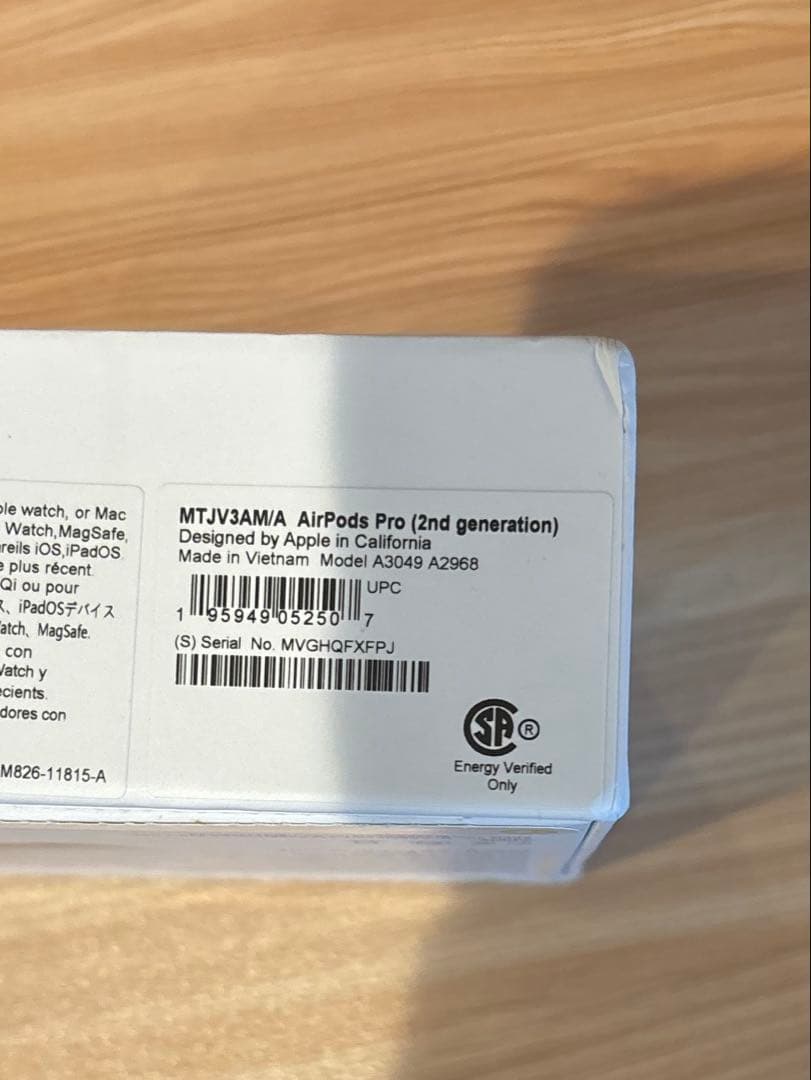 ple watch, or Mac
Watch,MagSafe,
reils iOS,iPadOS
e plus récent.
Qi ou pour
ス、iPadOSデバイス
atch、MagSafe.
con
Vatch y
ecients.
dores con
M826-11815-A
MTJV3AM/A AirPods Pro (2nd generation)
Designed by Apple in California
Made in Vietnam Model A3049 A2968
UPC
1 95949 05250 7
(S) Serial No. MVGHQFXFPJ
SA ®
Energy Verified
Only